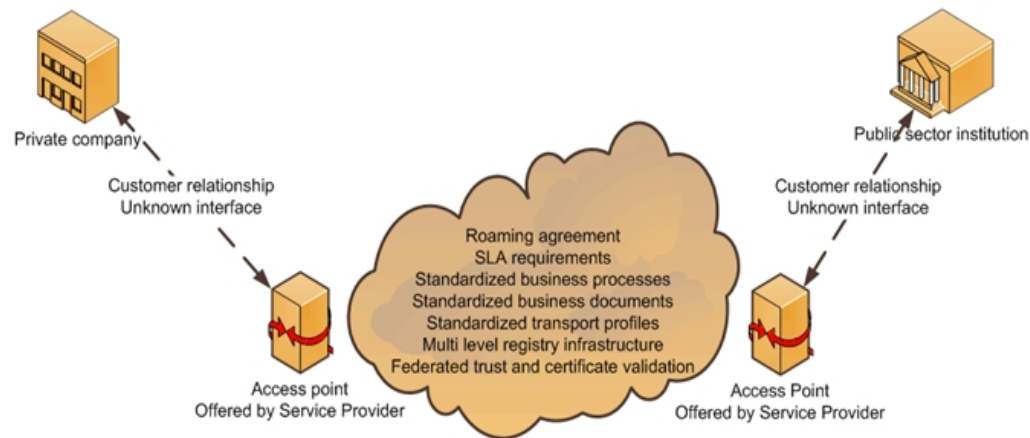 Private company
Public sector institution
Customer relationship
Unknown interface
Customer relationship
Unknown interface
Roaming agreement
SLA requirements
Standardized business processes
Standardized business documents
Standardized transport profiles
Multi level registry infrastructure
Federated trust and certificate validation
Access point
Offered by Service Provider
Access Point
Offered by Service Provider